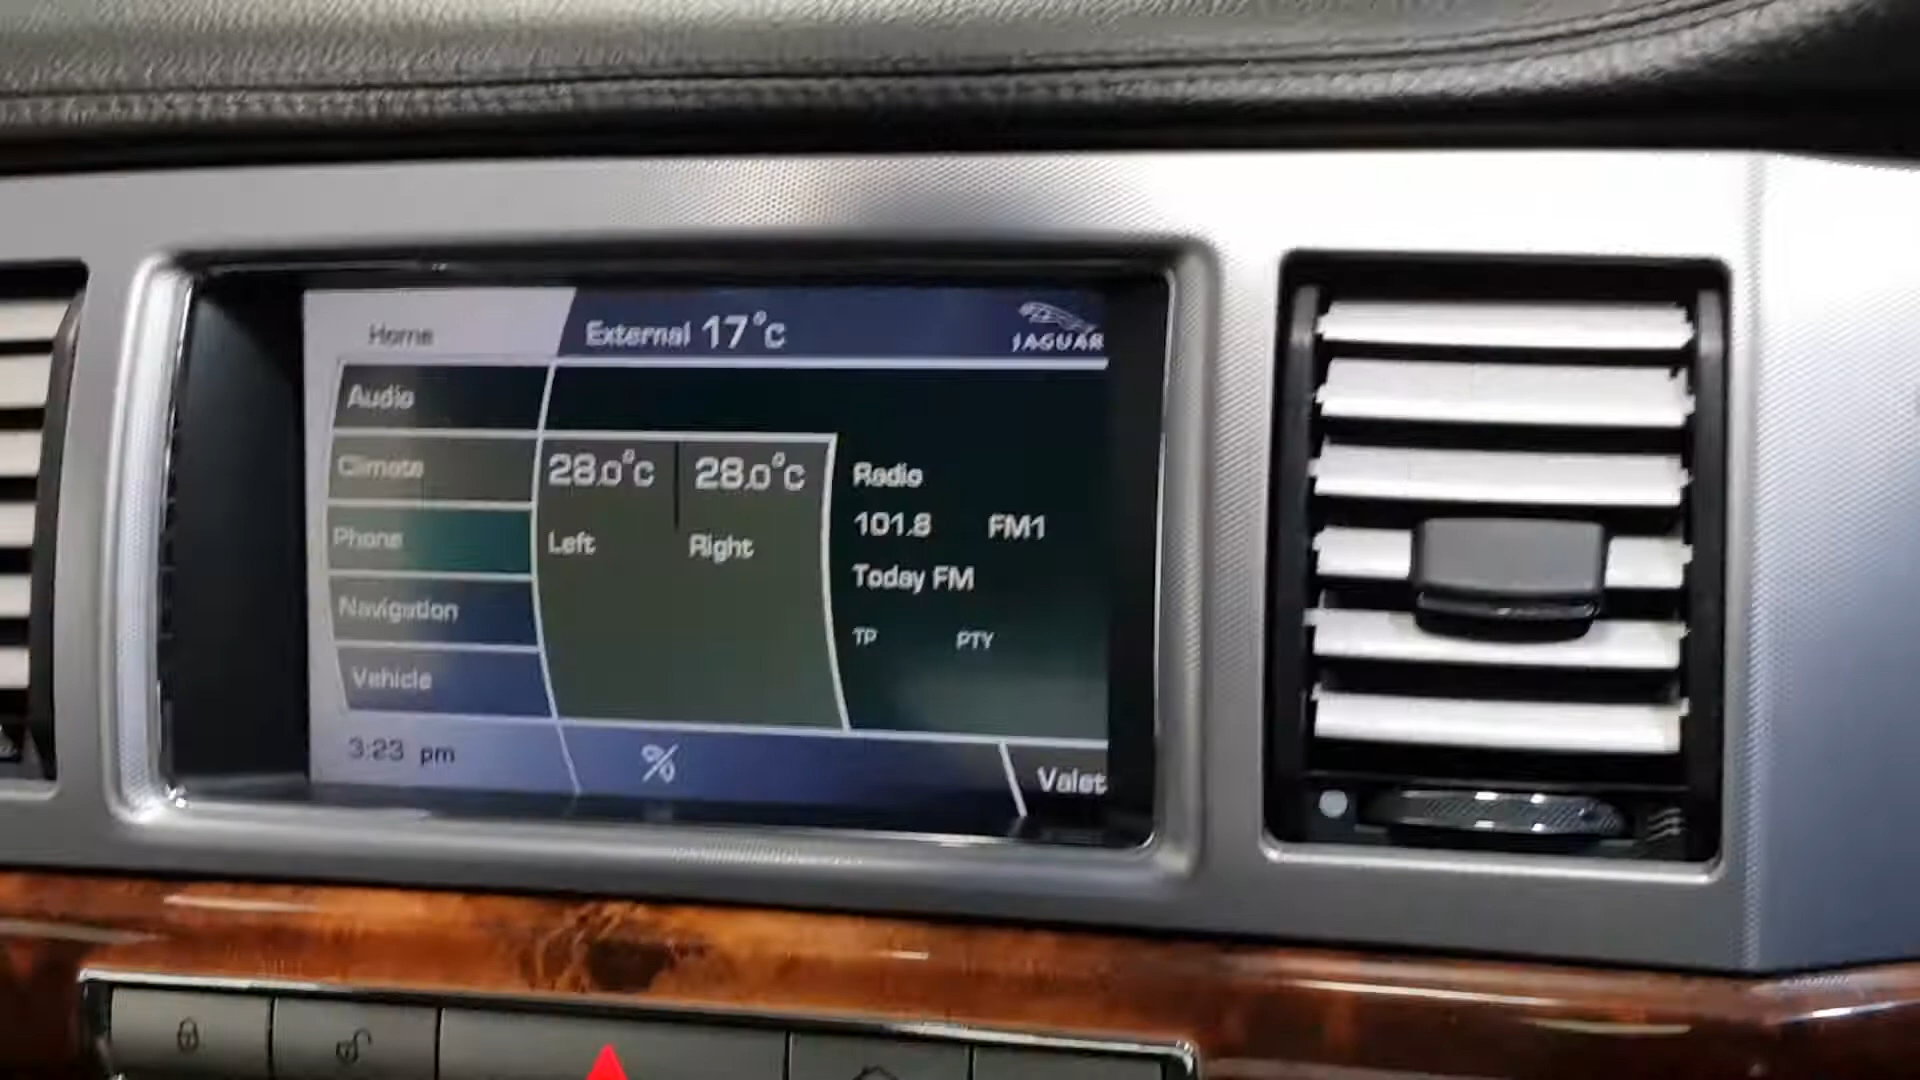 Home
External 17°C
JAGUAR
Audio
Climate
28.0°C 28.0°C
Radio
101.8 FM1
Phone
Left Right
Today FM
Navigation
TP PTY
Vehicle
3:23 pm
Valet